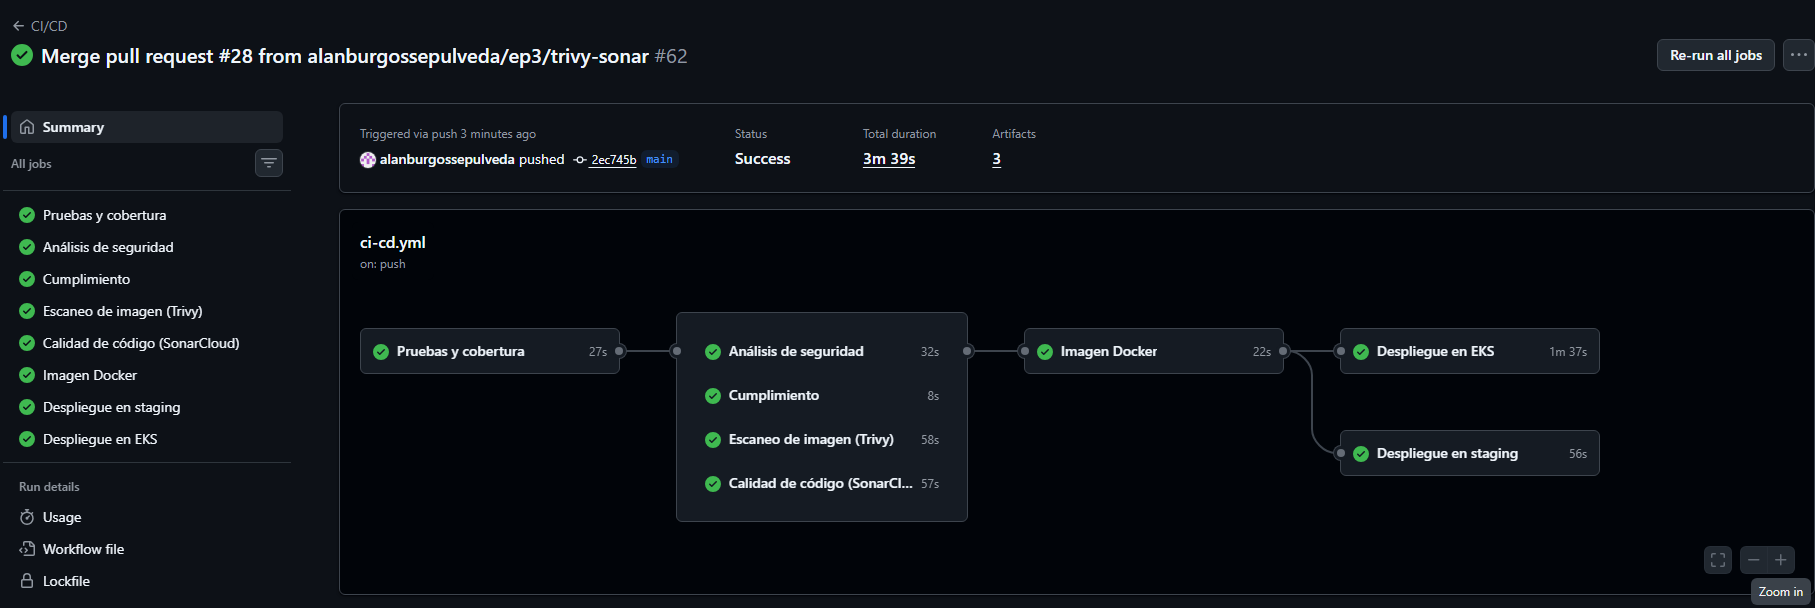 CI/CD
Merge pull request #28 from alanburgossepulveda/ep3/trivy-sonar #62
Re-run all jobs
Summary
All jobs
Pruebas y cobertura
Análisis de seguridad
Cumplimiento
Escaneo de imagen (Trivy)
Calidad de código (SonarCloud)
Imagen Docker
Despliegue en staging
Despliegue en EKS
Run details
Usage
Workflow file
Lockfile
Triggered via push 3 minutes ago
alanburgossepulveda pushed 2ec745b main
Status
Success
Total duration
3m 39s
Artifacts
3
ci-cd.yml
on: push
Pruebas y cobertura 27s
Análisis de seguridad 32s
Cumplimiento 8s
Escaneo de imagen (Trivy) 58s
Calidad de código (SonarCl... 57s
Imagen Docker 22s
Despliegue en EKS 1m 37s
Despliegue en staging 56s
Zoom in